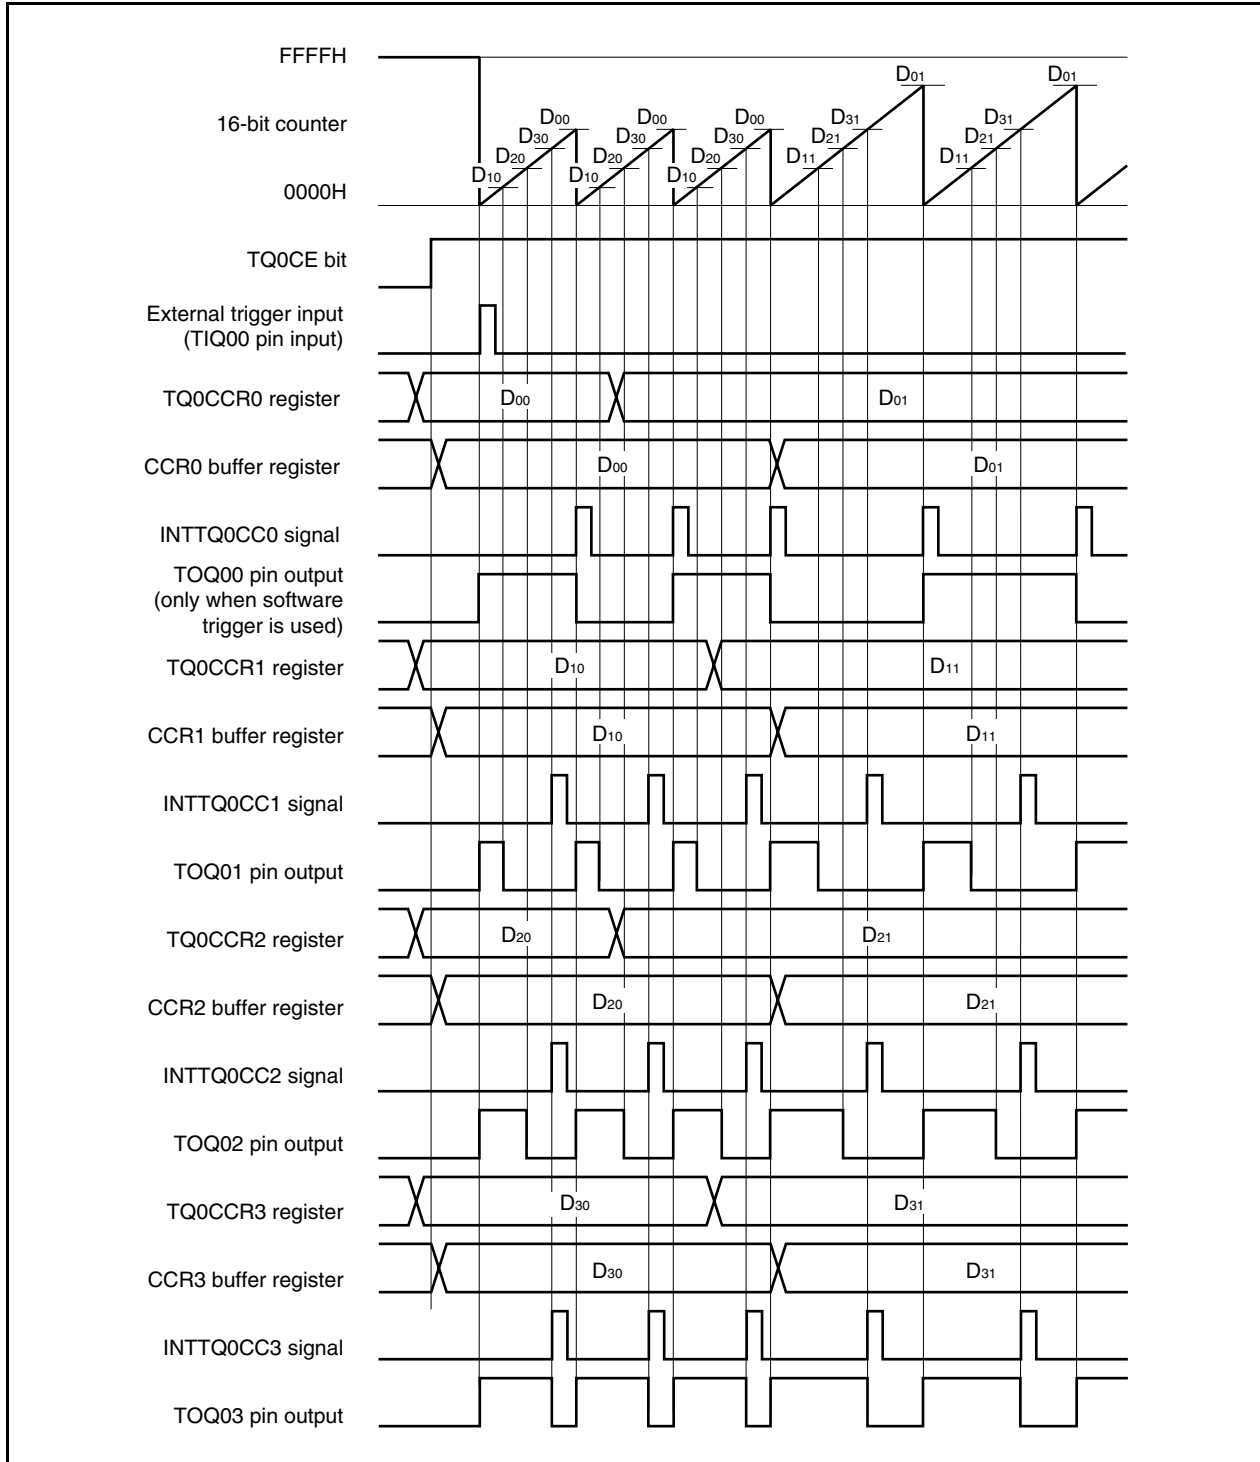 FFFFH
16-bit counter
0000H
D01 D01
D00 D00 D00 D31 D31
D30 D30 D30 D21 D21
D20 D20 D20 D11 D11
D10 D10 D10
TQ0CE bit
External trigger input
(TIQ00 pin input)
TQ0CCR0 register D00 D01
CCR0 buffer register D00 D01
INTTQ0CC0 signal
TOQ00 pin output
(only when software
trigger is used)
TQ0CCR1 register D10 D11
CCR1 buffer register D10 D11
INTTQ0CC1 signal
TOQ01 pin output
TQ0CCR2 register D20 D21
CCR2 buffer register D20 D21
INTTQ0CC2 signal
TOQ02 pin output
TQ0CCR3 register D30 D31
CCR3 buffer register D30 D31
INTTQ0CC3 signal
TOQ03 pin output